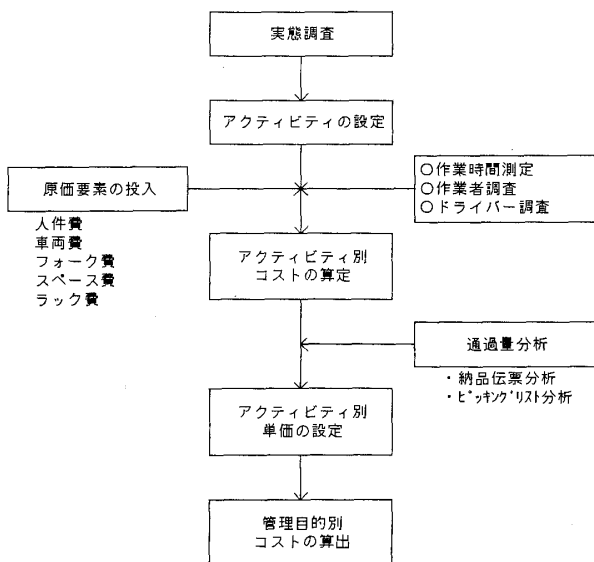 実態調査
アクティビティの設定
原価要素の投入
人件費
車両費
フォーク費
スペース費
ラック費
○作業時間測定
○作業者調査
○ドライバー調査
アクティビティ別
コストの算定
通過量分析
・納品伝票分析
・ﾋﾟｯｷﾝｸﾞﾘｽﾄ分析
アクティビティ別
単価の設定
管理目的別
コストの算出